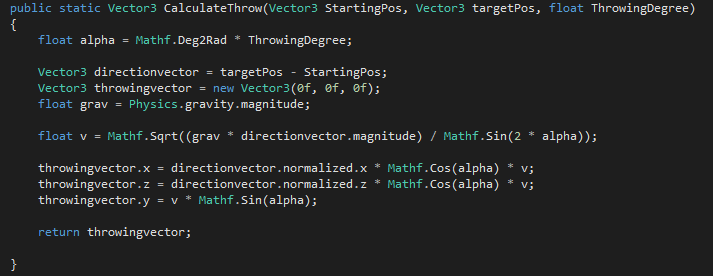 public static Vector3 CalculateThrow(Vector3 StartingPos, Vector3 targetPos, float ThrowingDegree)
{
float alpha = Mathf.Deg2Rad * ThrowingDegree;
Vector3 directionvector = targetPos - StartingPos;
Vector3 throwingvector = new Vector3(0f, 0f, 0f);
float grav = Physics.gravity.magnitude;
float v = Mathf.Sqrt((grav * directionvector.magnitude) / Mathf.Sin(2 * alpha));
throwingvector.x = directionvector.normalized.x * Mathf.Cos(alpha) * v;
throwingvector.z = directionvector.normalized.z * Mathf.Cos(alpha) * v;
throwingvector.y = v * Mathf.Sin(alpha);
return throwingvector;
}